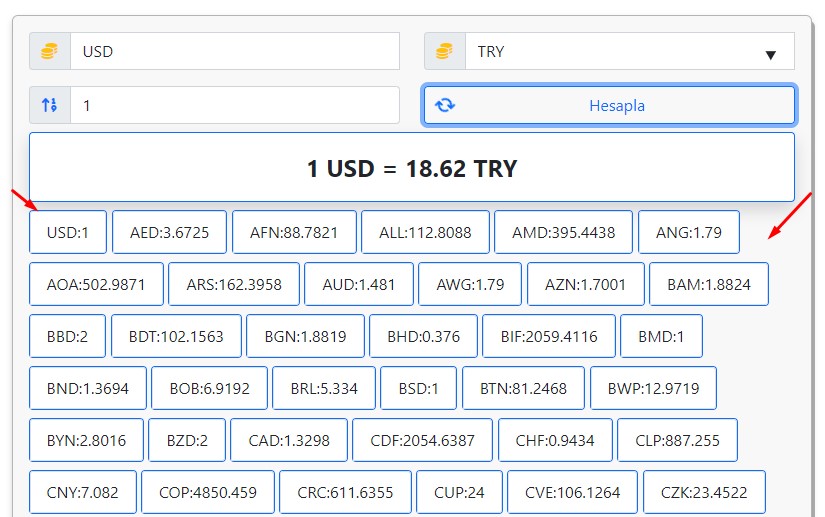 USD TRY
1 Hesapla
1 USD = 18.62 TRY
USD:1 AED:3.6725 AFN:88.7821 ALL:112.8088 AMD:395.4438 ANG:1.79
AOA:502.9871 ARS:162.3958 AUD:1.481 AWG:1.79 AZN:1.7001 BAM:1.8824
BBD:2 BDT:102.1563 BGN:1.8819 BHD:0.376 BIF:2059.4116 BMD:1
BND:1.3694 BOB:6.9192 BRL:5.334 BSD:1 BTN:81.2468 BWP:12.9719
BYN:2.8016 BZD:2 CAD:1.3298 CDF:2054.6387 CHF:0.9434 CLP:887.255
CNY:7.082 COP:4850.459 CRC:611.6355 CUP:24 CVE:106.1264 CZK:23.4522